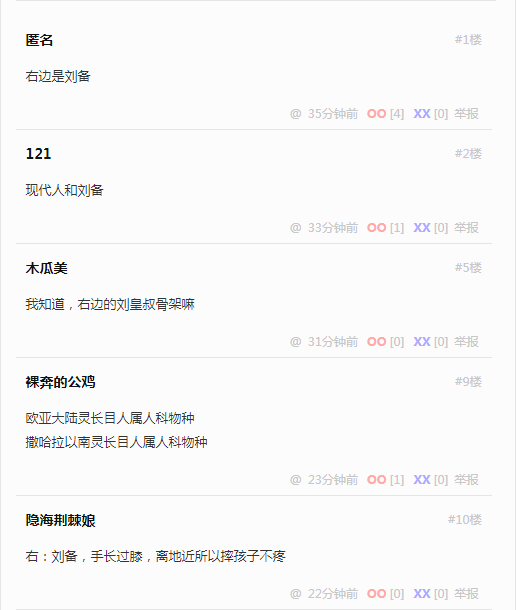 匿名 #1楼
右边是刘备
@ 35分钟前 OO [4] XX [0] 举报
121 #2楼
现代人和刘备
@ 33分钟前 OO [1] XX [0] 举报
木瓜美 #5楼
我知道，右边的刘皇叔骨架嘛
@ 31分钟前 OO [0] XX [0] 举报
裸奔的公鸡 #9楼
欧亚大陆灵长目人属人科物种
撒哈拉以南灵长目人属人科物种
@ 23分钟前 OO [1] XX [0] 举报
隐海荆棘娘 #10楼
右：刘备，手长过膝，离地近所以摔孩子不疼
@ 22分钟前 OO [0] XX [0] 举报